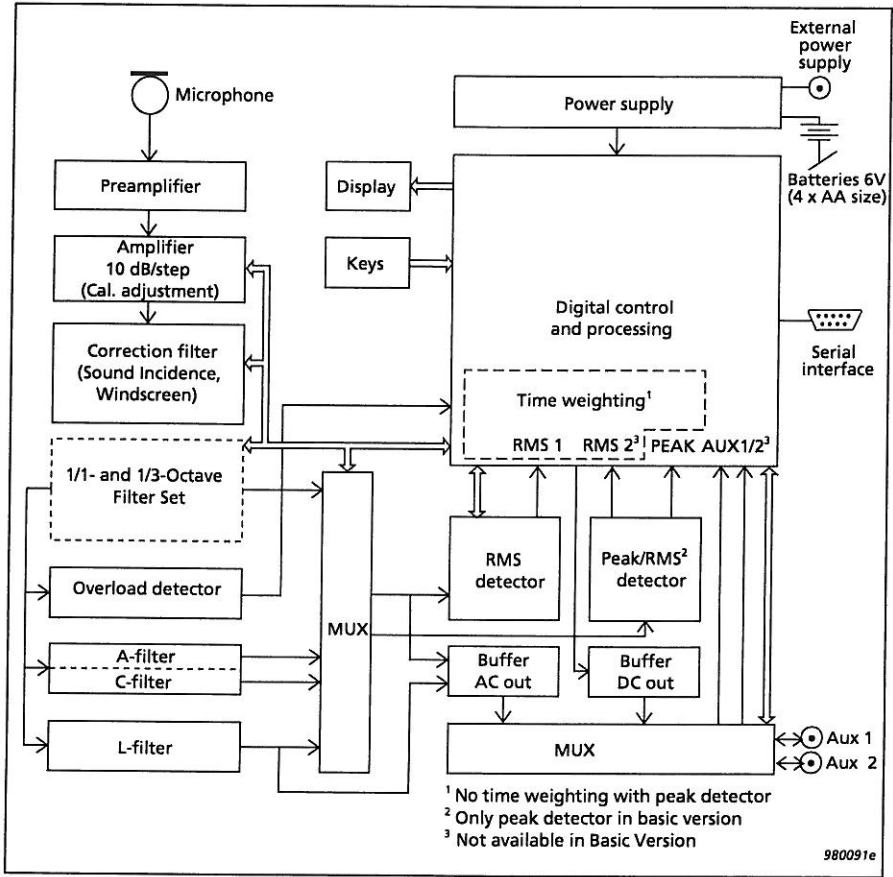 External
power
supply
Microphone
Power supply
Preamplifier
Display
Batteries 6V
(4 x AA size)
Amplifier
10 dB/step
(Cal. adjustment)
Keys
Digital control
and processing
Correction filter
(Sound Incidence,
Windscreen)
Serial
interface
Time weighting¹
RMS 1 RMS 2³ PEAK AUX1/2³
1/1- and 1/3-Octave
Filter Set
RMS
detector
Peak/RMS²
detector
Overload detector
MUX
A-filter
C-filter
Buffer
AC out
Buffer
DC out
L-filter
MUX
Aux 1
Aux 2
¹ No time weighting with peak detector
² Only peak detector in basic version
³ Not available in Basic Version
980091e